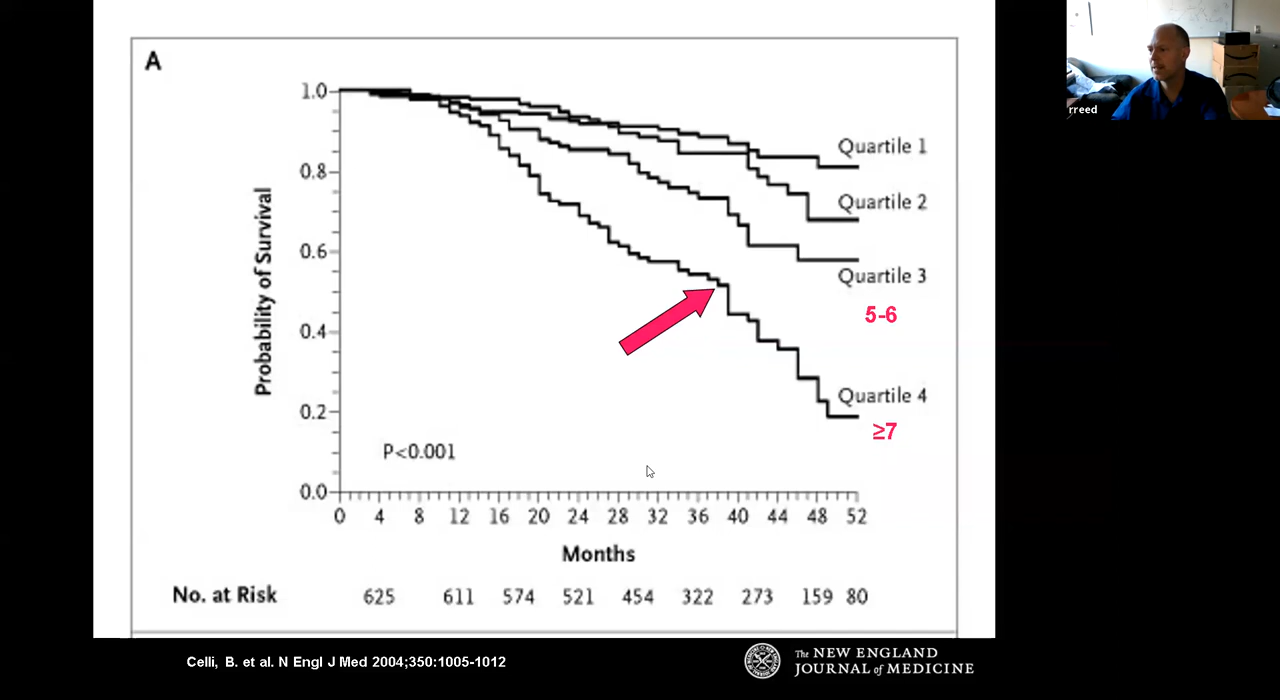 A
rreed
1.0
0.8
0.6
0.4
0.2
0.0
Probability of Survival
Quartile 1
Quartile 2
Quartile 3
5-6
Quartile 4
≥7
P<0.001
0 4 8 12 16 20 24 28 32 36 40 44 48 52
Months
No. at Risk 625 611 574 521 454 322 273 159 80
Celli, B. et al. N Engl J Med 2004;350:1005-1012
The NEW ENGLAND
JOURNAL of MEDICINE